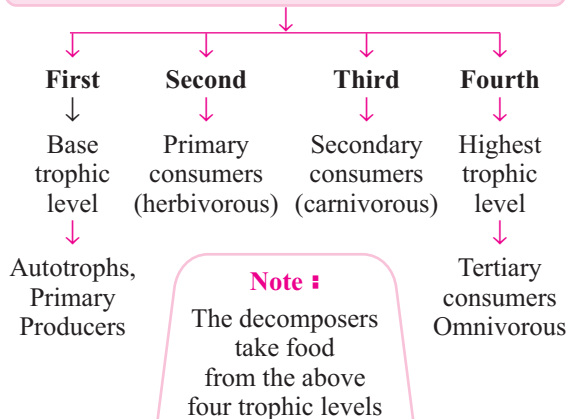 First
Second
Third
Fourth
Base
trophic
level
Primary
consumers
(herbivorous)
Secondary
consumers
(carnivorous)
Highest
trophic
level
Autotrophs,
Primary
Producers
Note :
The decomposers
take food
from the above
four trophic levels
Tertiary
consumers
Omnivorous